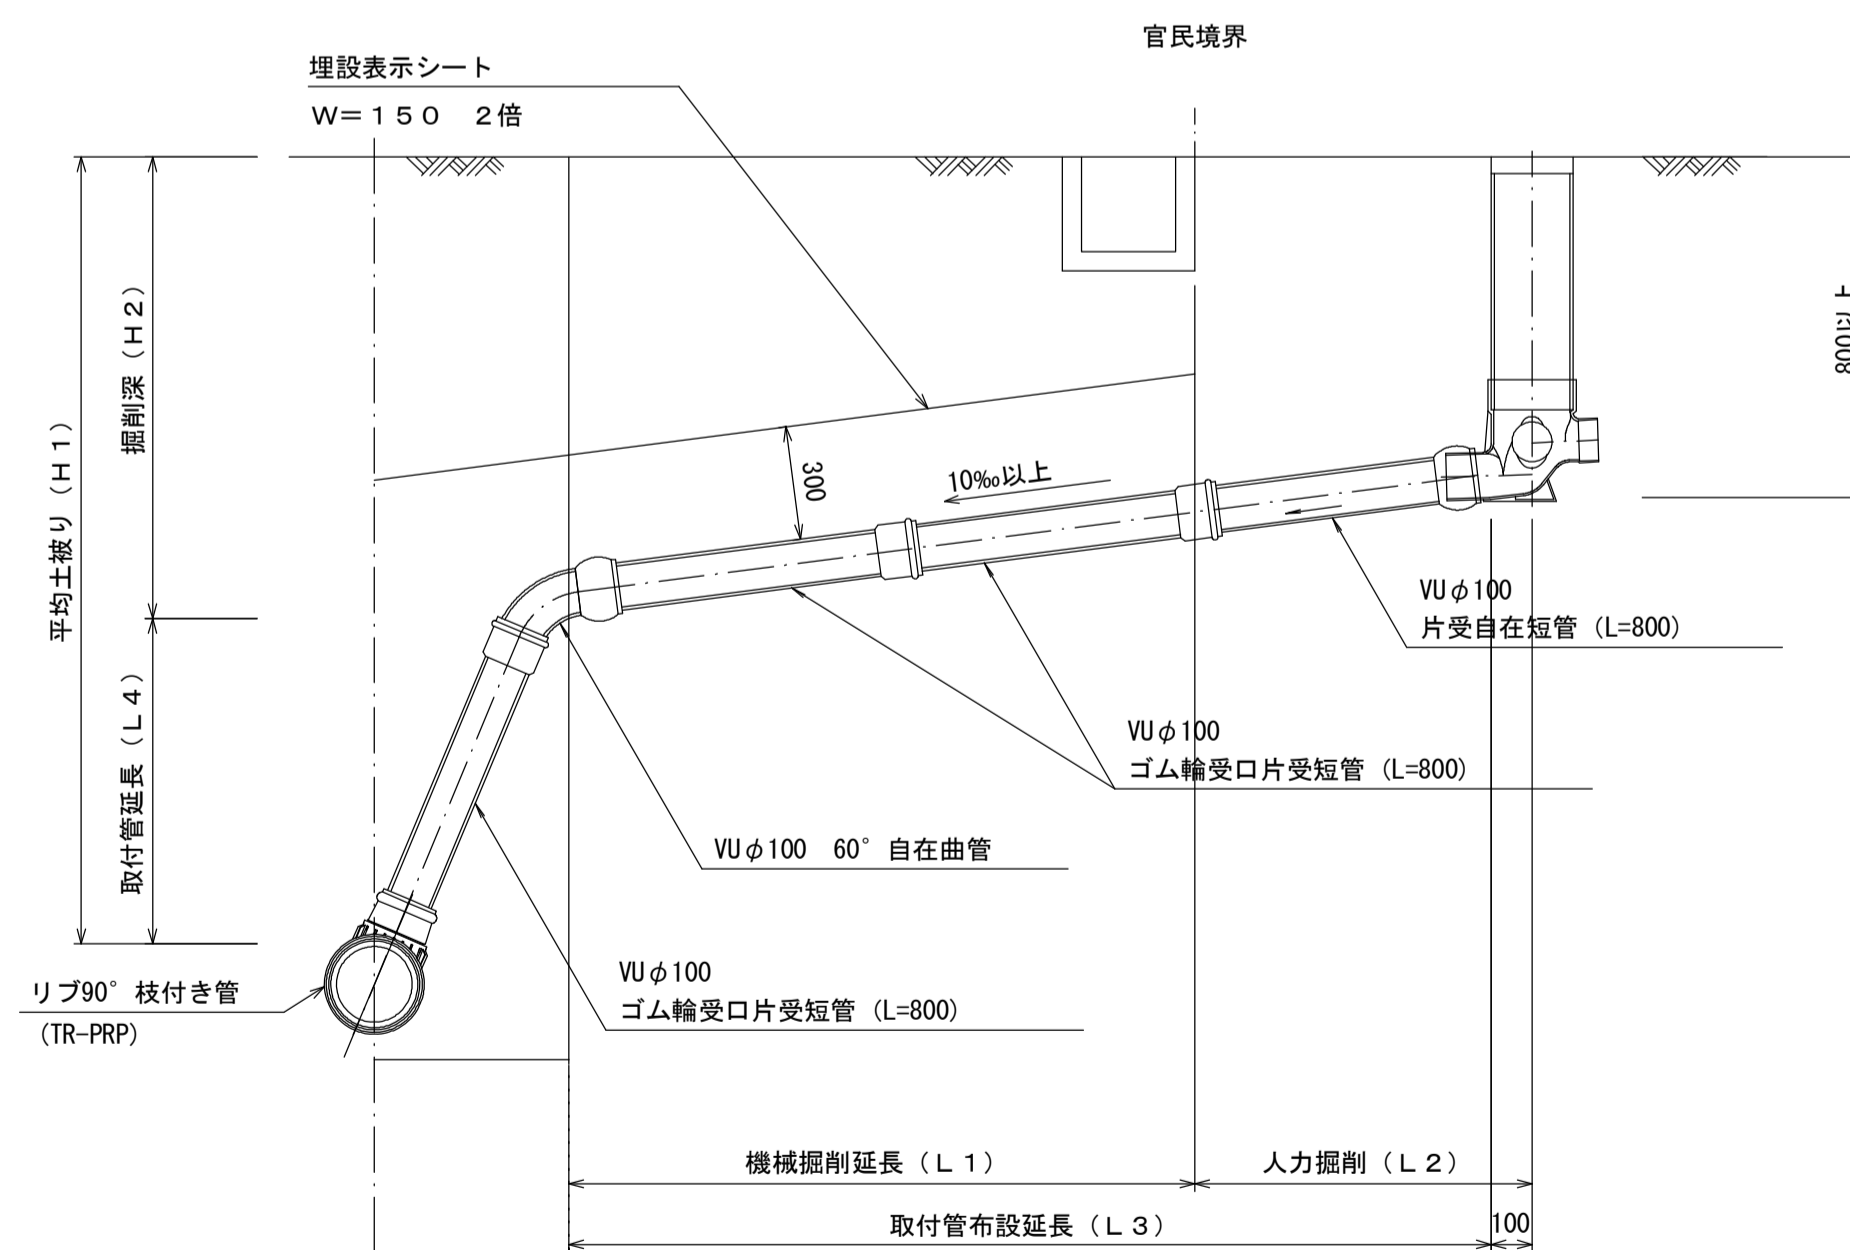 官民境界
埋設表示シート
W=150 2倍
掘削深(H2)
平均土被り(H1)
取付管延長(L4)
300
10‰以上
800以上
VUφ100
片受自在短管 (L=800)
VUφ100
ゴム輪受口片受短管 (L=800)
VUφ100 60°自在曲管
VUφ100
ゴム輪受口片受短管 (L=800)
リブ90°枝付き管
(TR-PRP)
機械掘削延長(L1)
人力掘削(L2)
取付管布設延長(L3)
100